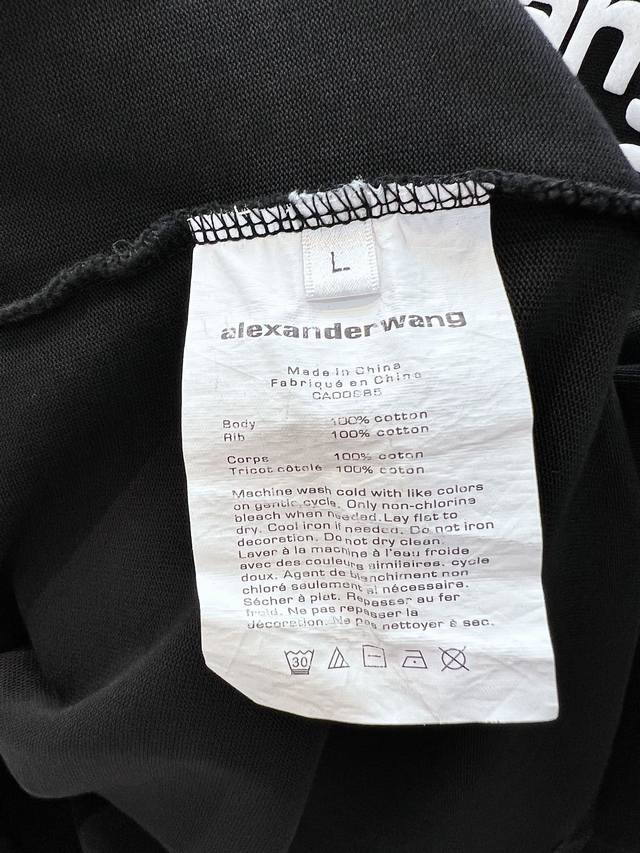 L
alexanderwang
Made in China
Fabriqué en Chine
CA00985
Body 100% cotton
Rib 100% cotton
Corps 100% coton
Tricot côtelé 100% coton
Machine wash cold with like colors
on gentle cycle. Only non-chlorine
bleach when needed. Lay flat to
dry. Cool iron if needed. Do not iron
decoration. Do not dry clean.
Laver à la machine à l'eau froide
avec des couleurs similaires. cycle
doux. Agent de blanchiment non
chloré seulement si nécessaire.
Sécher à plat. Repasser au fer
froid. Ne pas repasser la
décoration. Ne pas nettoyer à sec.
30